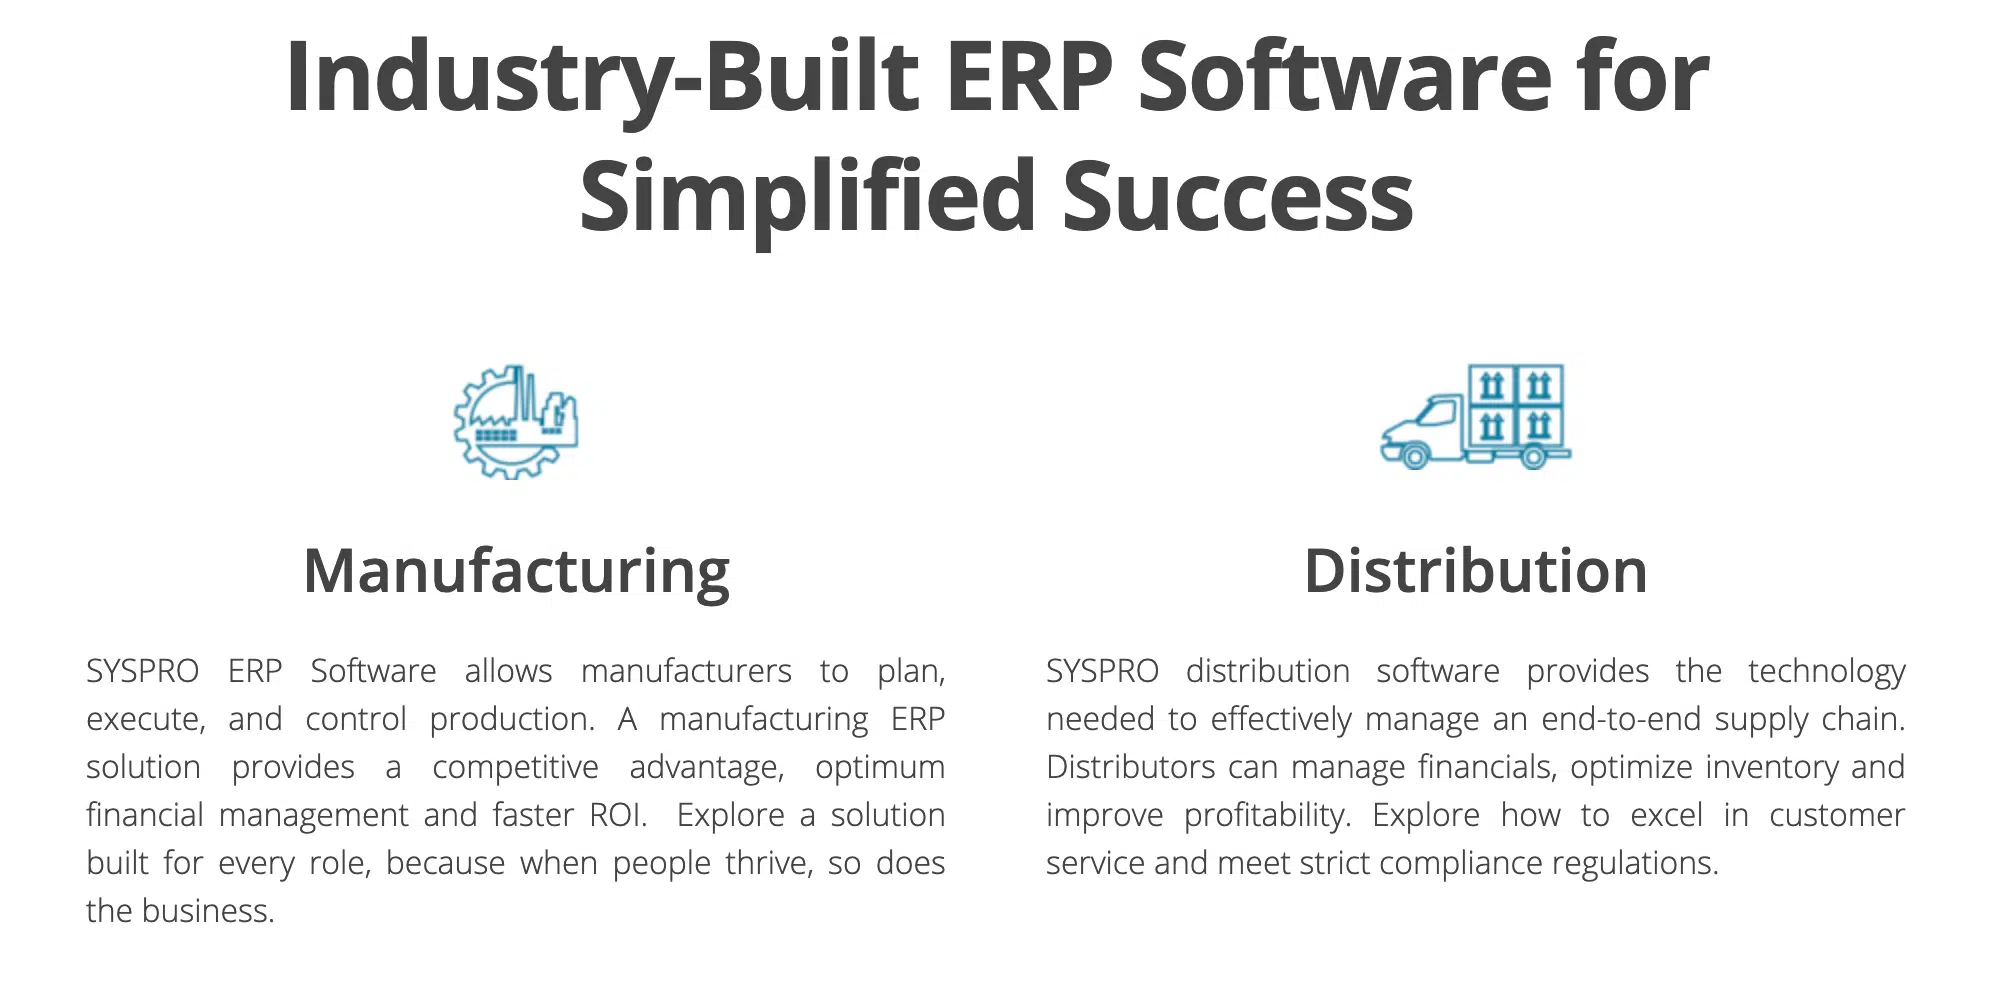 Industry-Built ERP Software for
Simplified Success
Manufacturing
SYSPRO ERP Software allows manufacturers to plan,
execute, and control production. A manufacturing ERP
solution provides a competitive advantage, optimum
financial management and faster ROI.  Explore a solution
built for every role, because when people thrive, so does
the business.
Distribution
SYSPRO distribution software provides the technology
needed to effectively manage an end-to-end supply chain.
Distributors can manage financials, optimize inventory and
improve profitability. Explore how to excel in customer
service and meet strict compliance regulations.